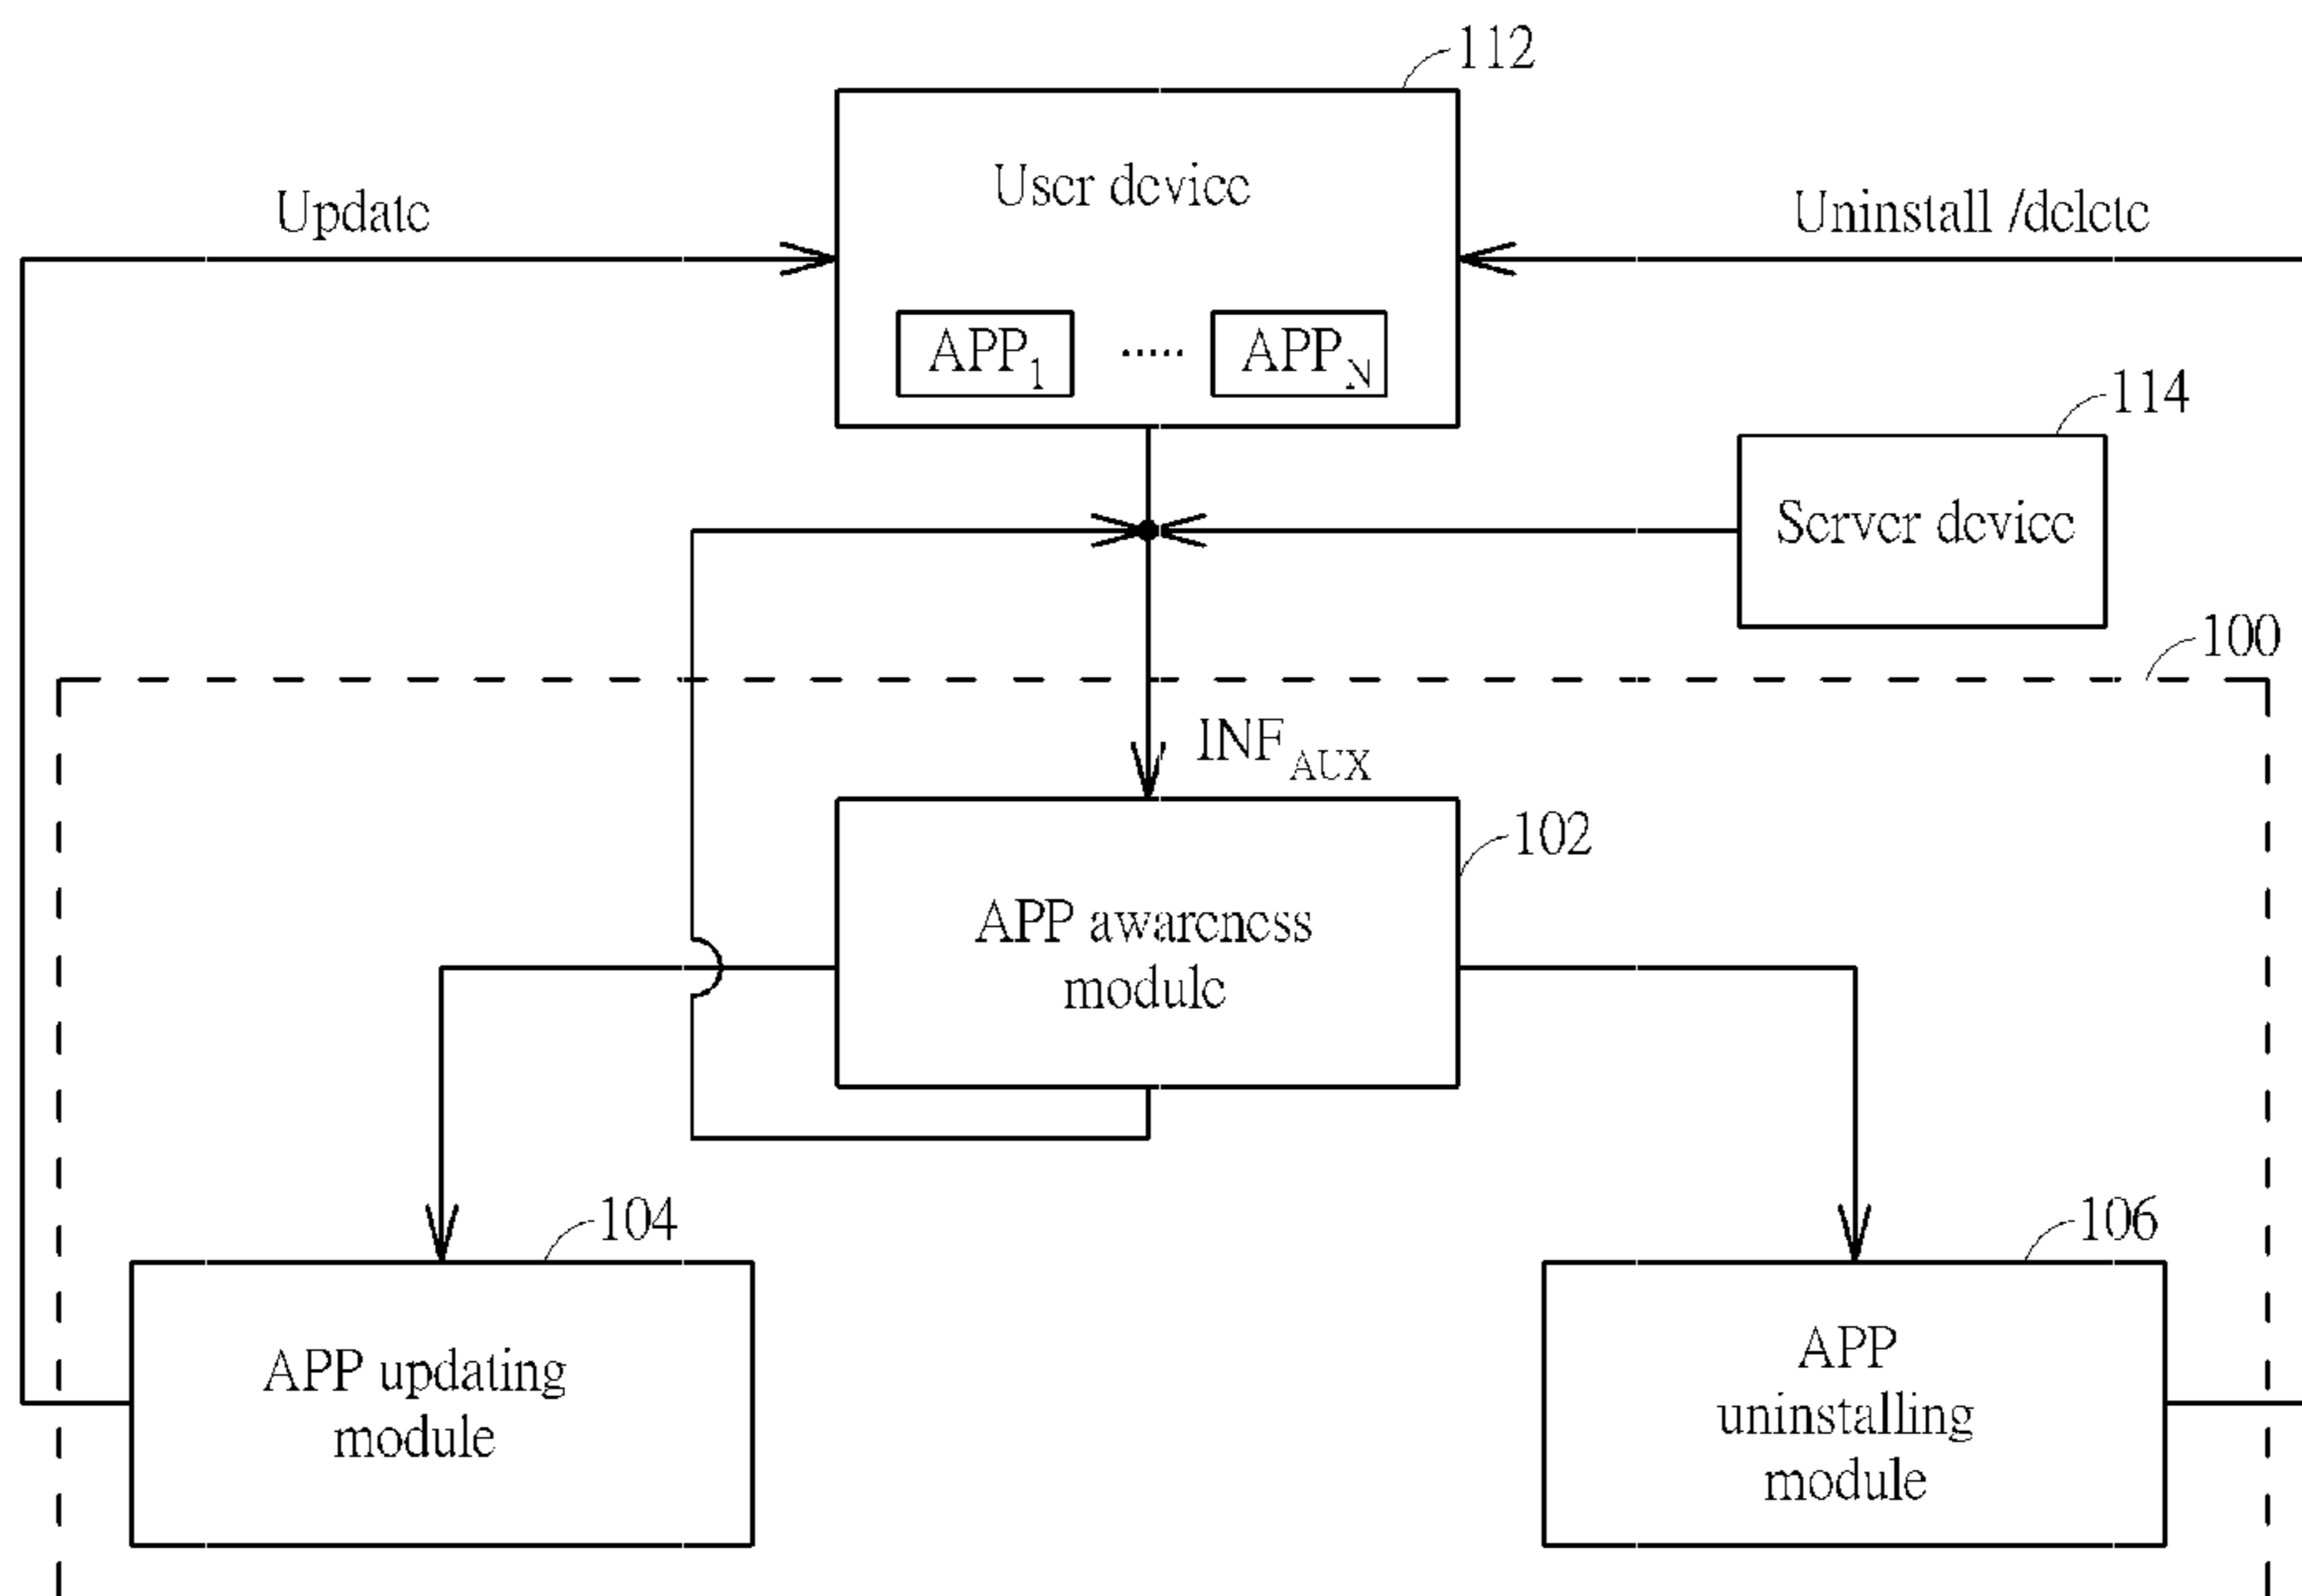 112
User device
Update
Uninstall /delete
APP1 ····· APPN
114
Server device
100
INFAUX
102
APP awareness
module
104
106
APP updating
module
APP
uninstalling
module